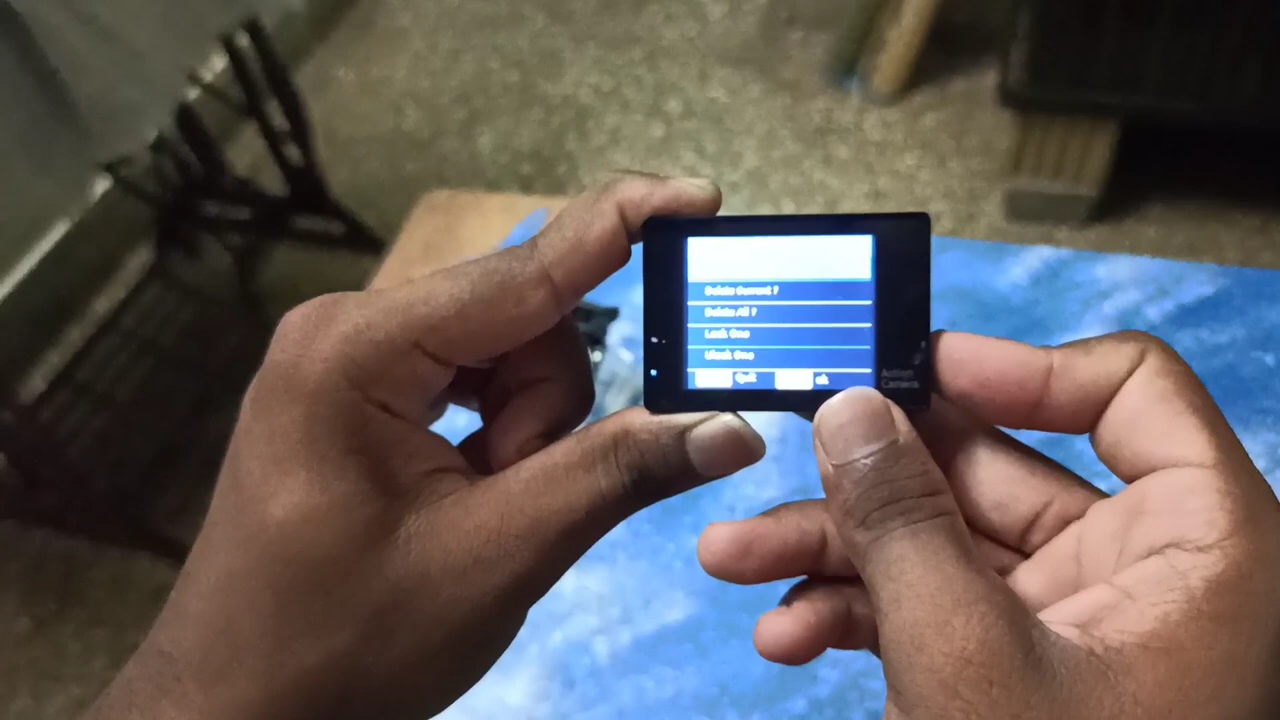 Delete Current ?
Delete All ?
Lock One
Unlock One
Quit ok
Action
Camera